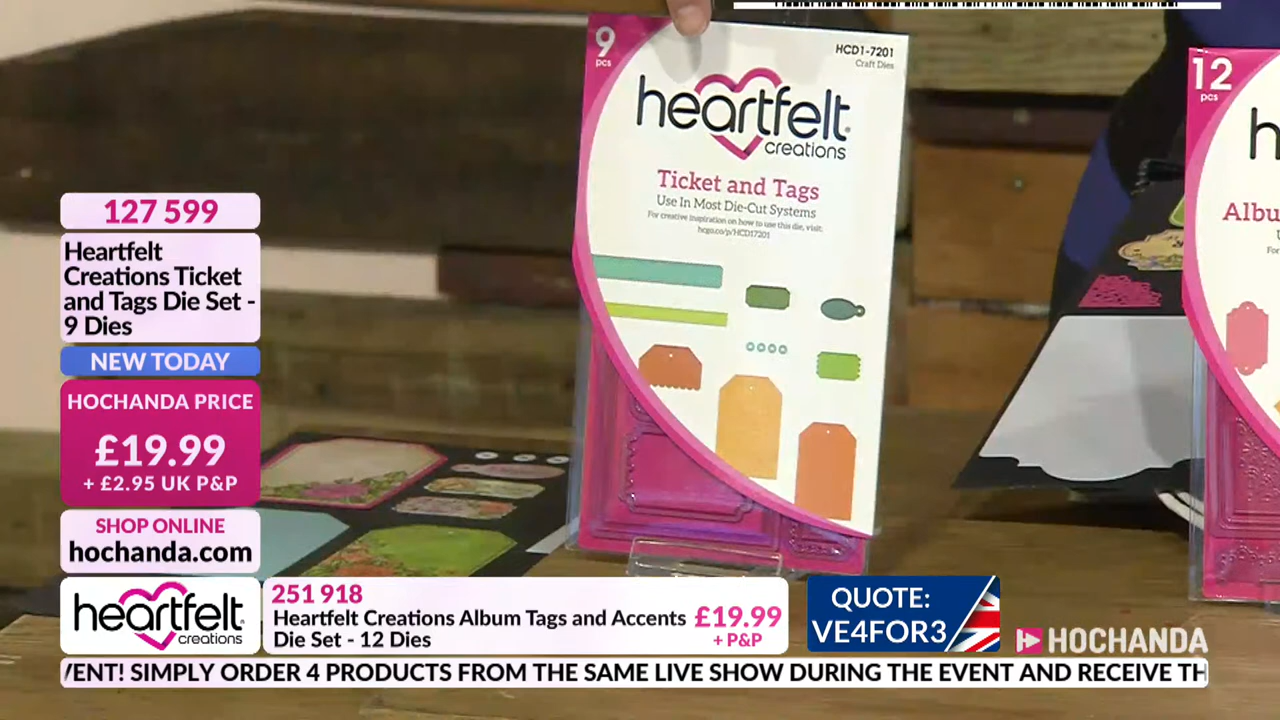 9
pcs
HCD1-7201
Craft Dies
heartfelt
creations
Ticket and Tags
Use In Most Die-Cut Systems
For creative inspiration on how to use this die, visit:
hcgo.co/p/HCD17201
12
pcs
h
Albu
127 599
Heartfelt
Creations Ticket
and Tags Die Set -
9 Dies
NEW TODAY
HOCHANDA PRICE
£19.99
+ £2.95 UK P&P
SHOP ONLINE
hochanda.com
heartfelt
creations
251 918
Heartfelt Creations Album Tags and Accents
Die Set - 12 Dies
£19.99
+ P&P
QUOTE:
VE4FOR3
HOCHANDA
VENT! SIMPLY ORDER 4 PRODUCTS FROM THE SAME LIVE SHOW DURING THE EVENT AND RECEIVE TH